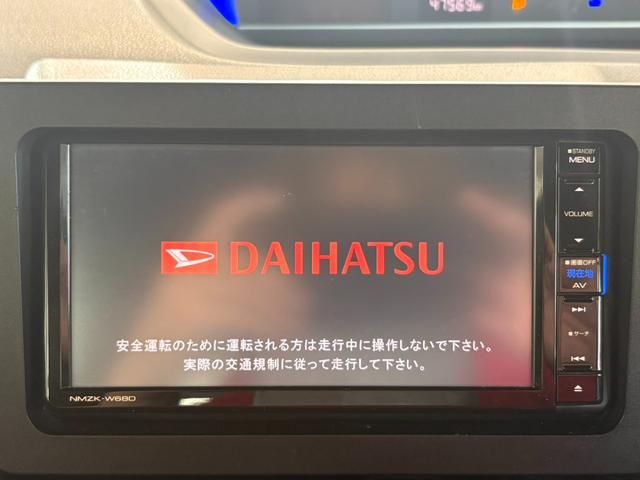 47569km
■STANDBY
MENU
VOLUME
DAIHATSU
■画面OFF
現在地
AV
■サーチ
安全運転のために運転される方は走行中に操作しないで下さい。
実際の交通規制に従って走行して下さい。
NMZK-W68D